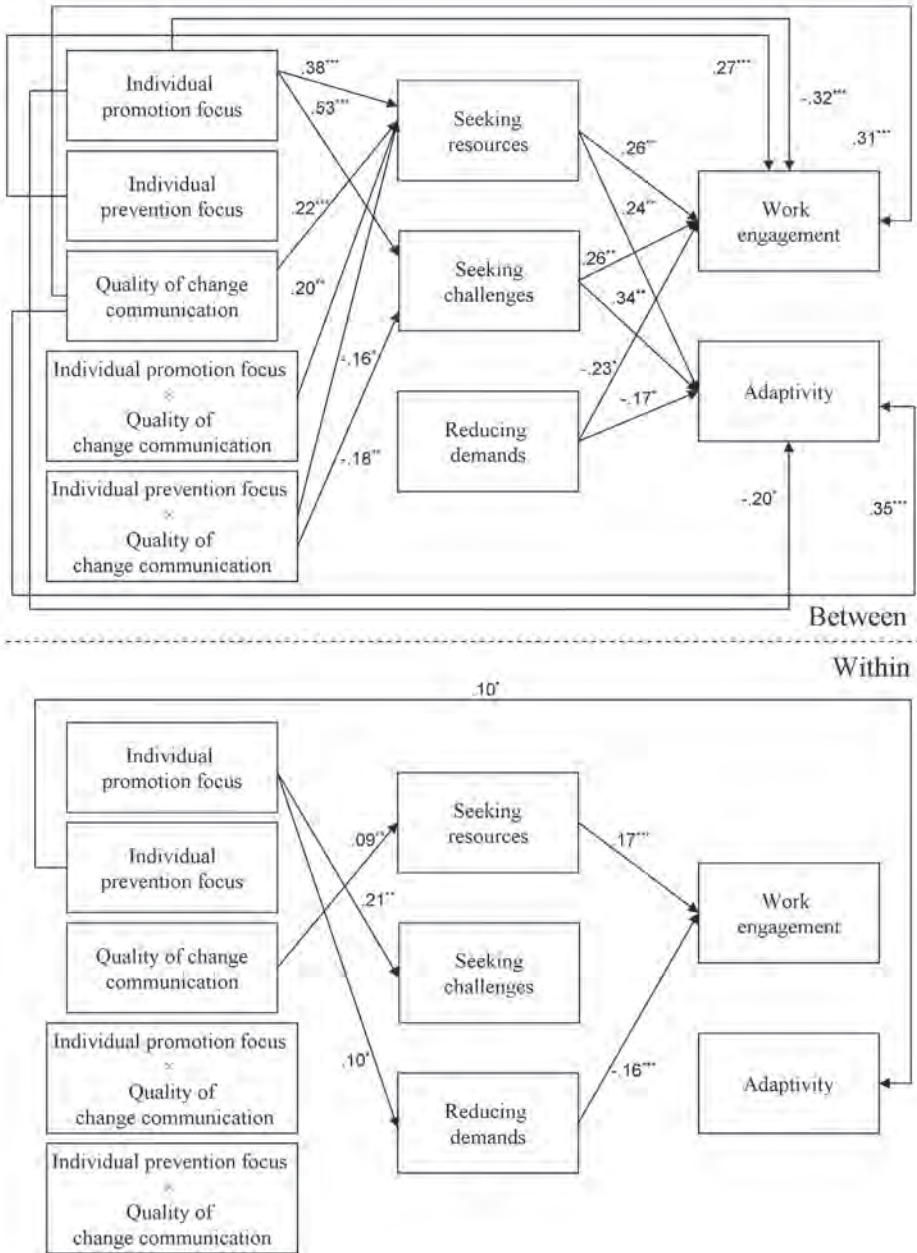 Individual
promotion focus
Individual
prevention focus
Quality of change
communication
Individual promotion focus
×
Quality of
change communication
Individual prevention focus
×
Quality of
change communication
.38***
.53***
.22***
.20**
-.16*
-.18**
Seeking
resources
Seeking
challenges
Reducing
demands
.26**
.24**
.26**
.34**
-.23*
-.17*
.27***
-.32***
.31***
Work
engagement
Adaptivity
-.20*
.35***
Between
Within
.10*
Individual
promotion focus
Individual
prevention focus
Quality of change
communication
Individual promotion focus
×
Quality of
change communication
Individual prevention focus
×
Quality of
change communication
.09**
.21**
.10*
Seeking
resources
Seeking
challenges
Reducing
demands
.17***
-.16***
Work
engagement
Adaptivity